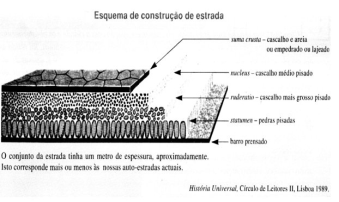 Esquema de construção de estrada
suma crusta – cascalho e areia
ou empedrado ou lajeado
nucleus – cascalho médio pisado
ruderatio – cascalho mais grosso pisado
statumen – pedras pisadas
barro prensado
O conjunto da estrada tinha um metro de espessura, aproximadamente.
Isto corresponde mais ou menos às nossas auto-estradas actuais.
História Universal, Círculo de Leitores II, Lisboa 1989.